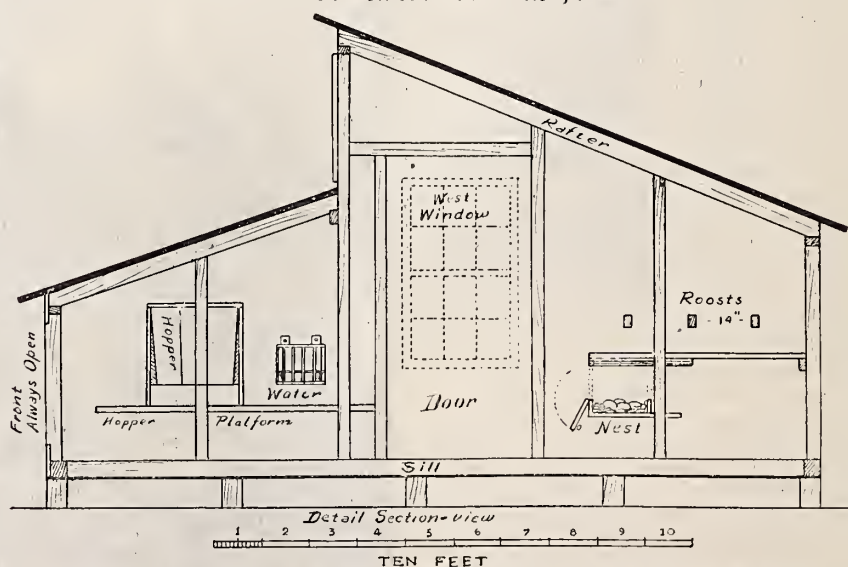 Rafter
West
Window
Roosts
- 14" -
Hopper
Front
Always Open
Water
Door
Hopper Platform
Nest
Sill
Detail Section-view
1 2 3 4 5 6 7 8 9 10
TEN FEET